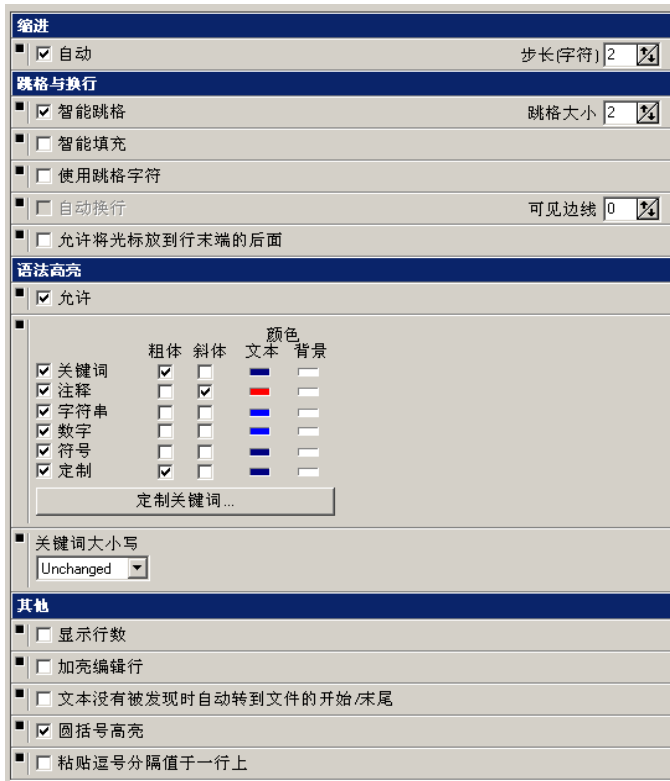 缩进
自动 步长(字符) 2
跳格与换行
智能跳格 跳格大小 2
智能填充
使用跳格字符
自动换行 可见边线 0
允许将光标放到行末端的后面
语法高亮
允许
颜色
粗体 斜体 文本 背景
关键词
注释
字符串
数字
符号
定制
定制关键词...
关键词大小写
Unchanged
其他
显示行数
加亮编辑行
文本没有被发现时自动转到文件的开始/末尾
圆括号高亮
粘贴逗号分隔值于一行上